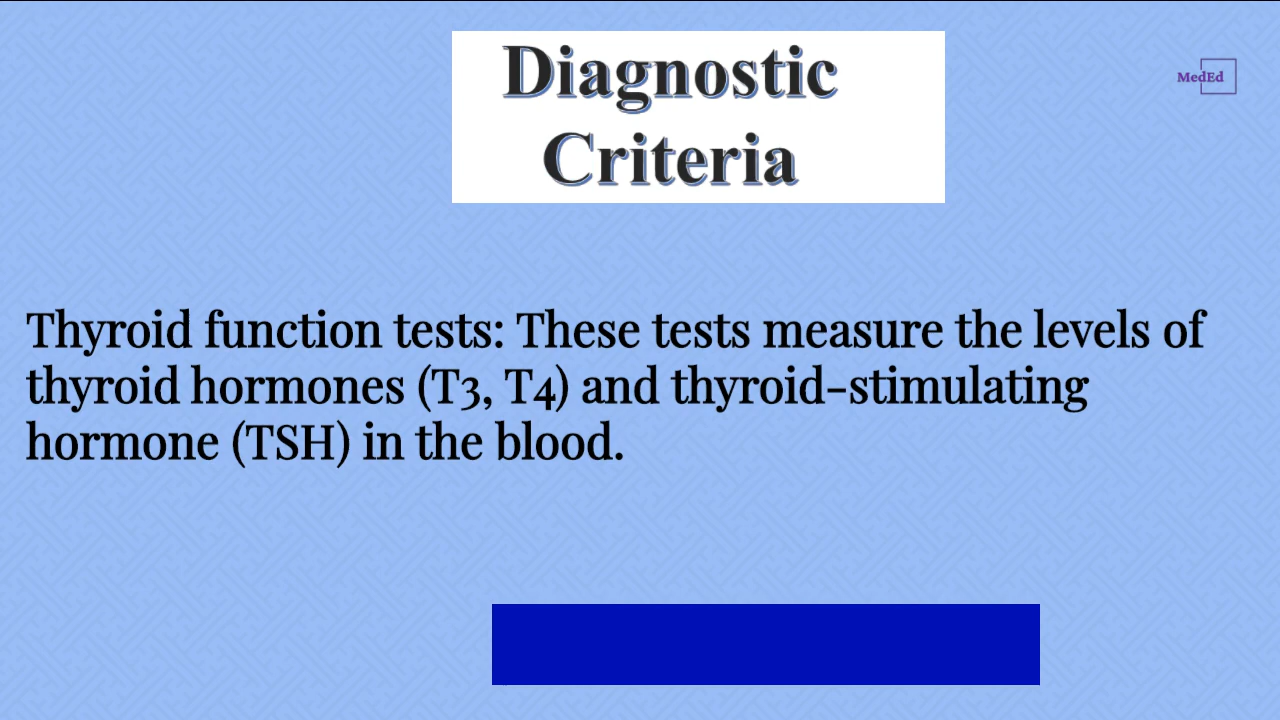 Diagnostic
Criteria
MedEd
Thyroid function tests: These tests measure the levels of
thyroid hormones (T3, T4) and thyroid-stimulating
hormone (TSH) in the blood.